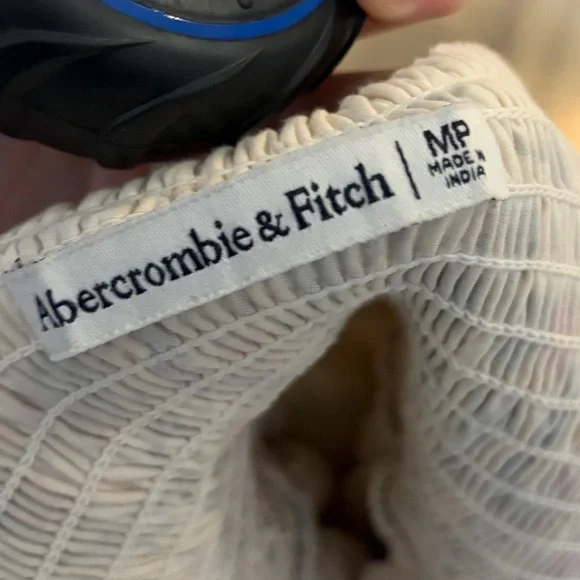 Abercrombie & Fitch | MP
MADE IN
INDIA